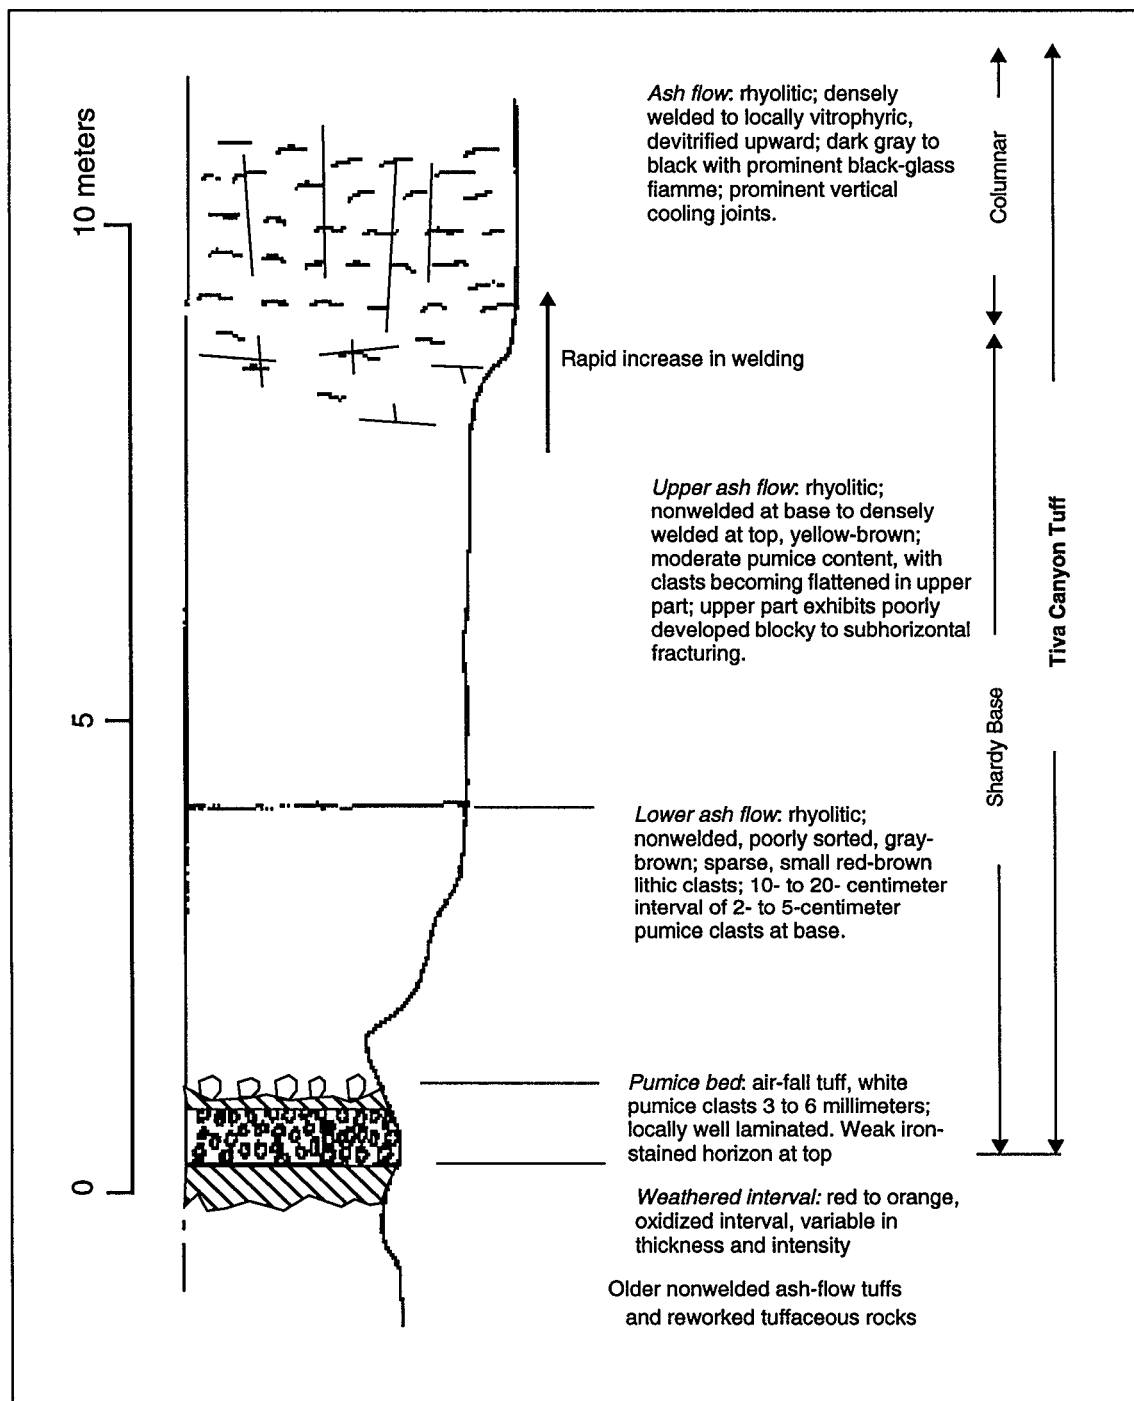 10 meters
5
0
Ash flow: rhyolitic; densely
welded to locally vitrophyric,
devitrified upward; dark gray to
black with prominent black-glass
fiamme; prominent vertical
cooling joints.
Columnar
Rapid increase in welding
Upper ash flow: rhyolitic;
nonwelded at base to densely
welded at top, yellow-brown;
moderate pumice content, with
clasts becoming flattened in upper
part; upper part exhibits poorly
developed blocky to subhorizontal
fracturing.
Tiva Canyon Tuff
Shardy Base
Lower ash flow: rhyolitic;
nonwelded, poorly sorted, gray-
brown; sparse, small red-brown
lithic clasts; 10- to 20- centimeter
interval of 2- to 5-centimeter
pumice clasts at base.
Pumice bed: air-fall tuff, white
pumice clasts 3 to 6 millimeters;
locally well laminated. Weak iron-
stained horizon at top
Weathered interval: red to orange,
oxidized interval, variable in
thickness and intensity
Older nonwelded ash-flow tuffs
and reworked tuffaceous rocks